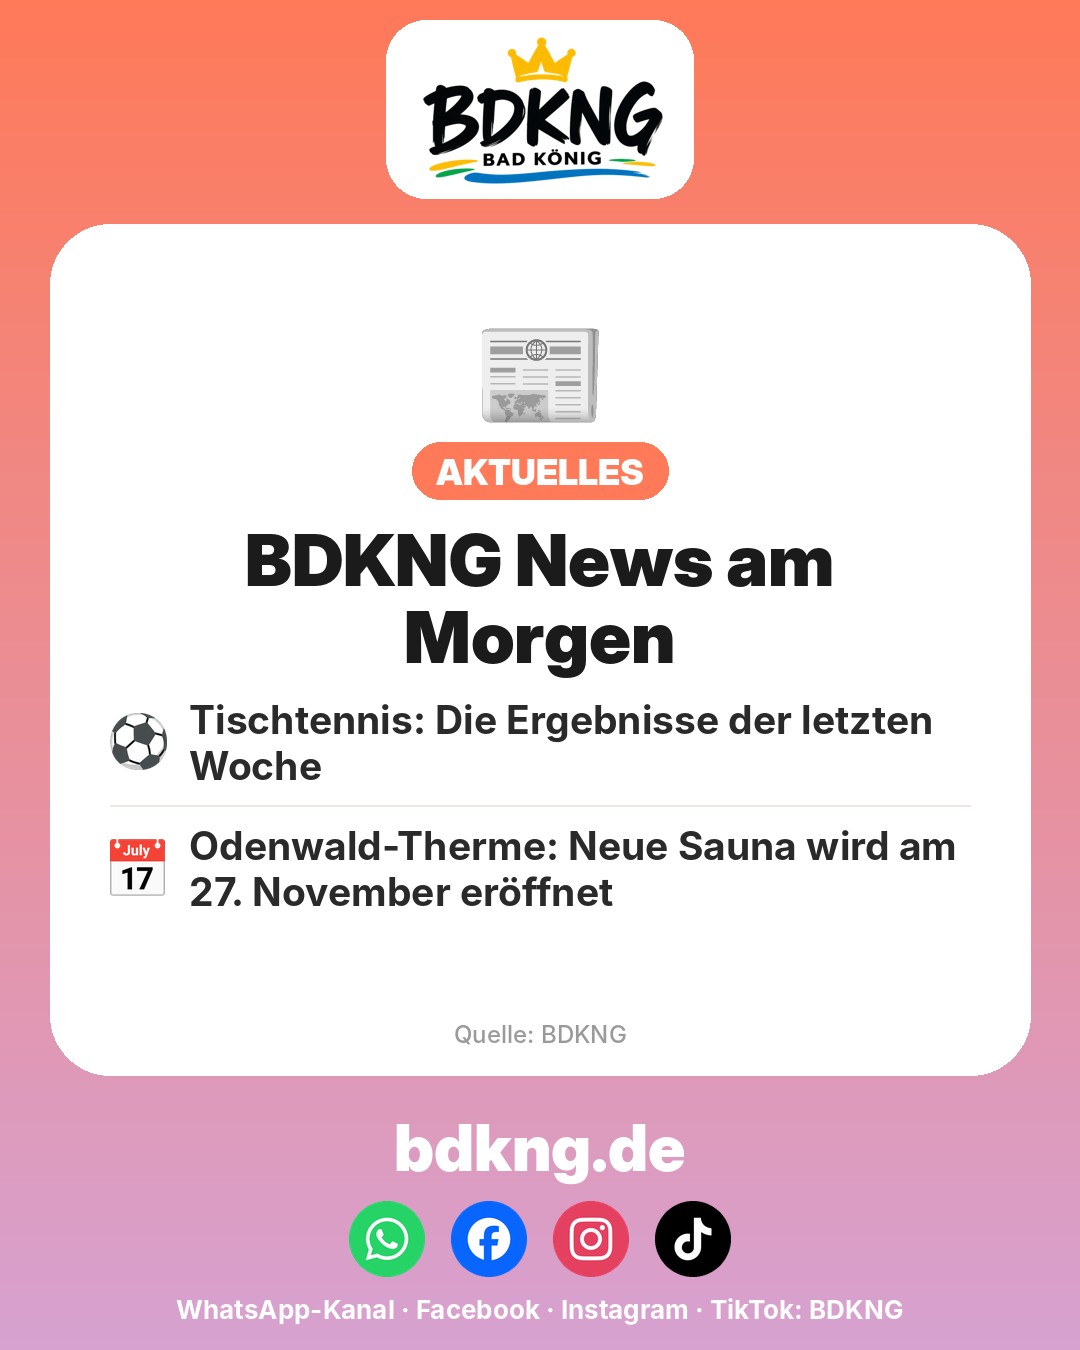 BDKNG
BAD KÖNIG
AKTUELLES
BDKNG News am
Morgen
Tischtennis: Die Ergebnisse der letzten
Woche
July
17
Odenwald-Therme: Neue Sauna wird am
27. November eröffnet
Quelle: BDKNG
bdkng.de
WhatsApp-Kanal · Facebook · Instagram · TikTok: BDKNG